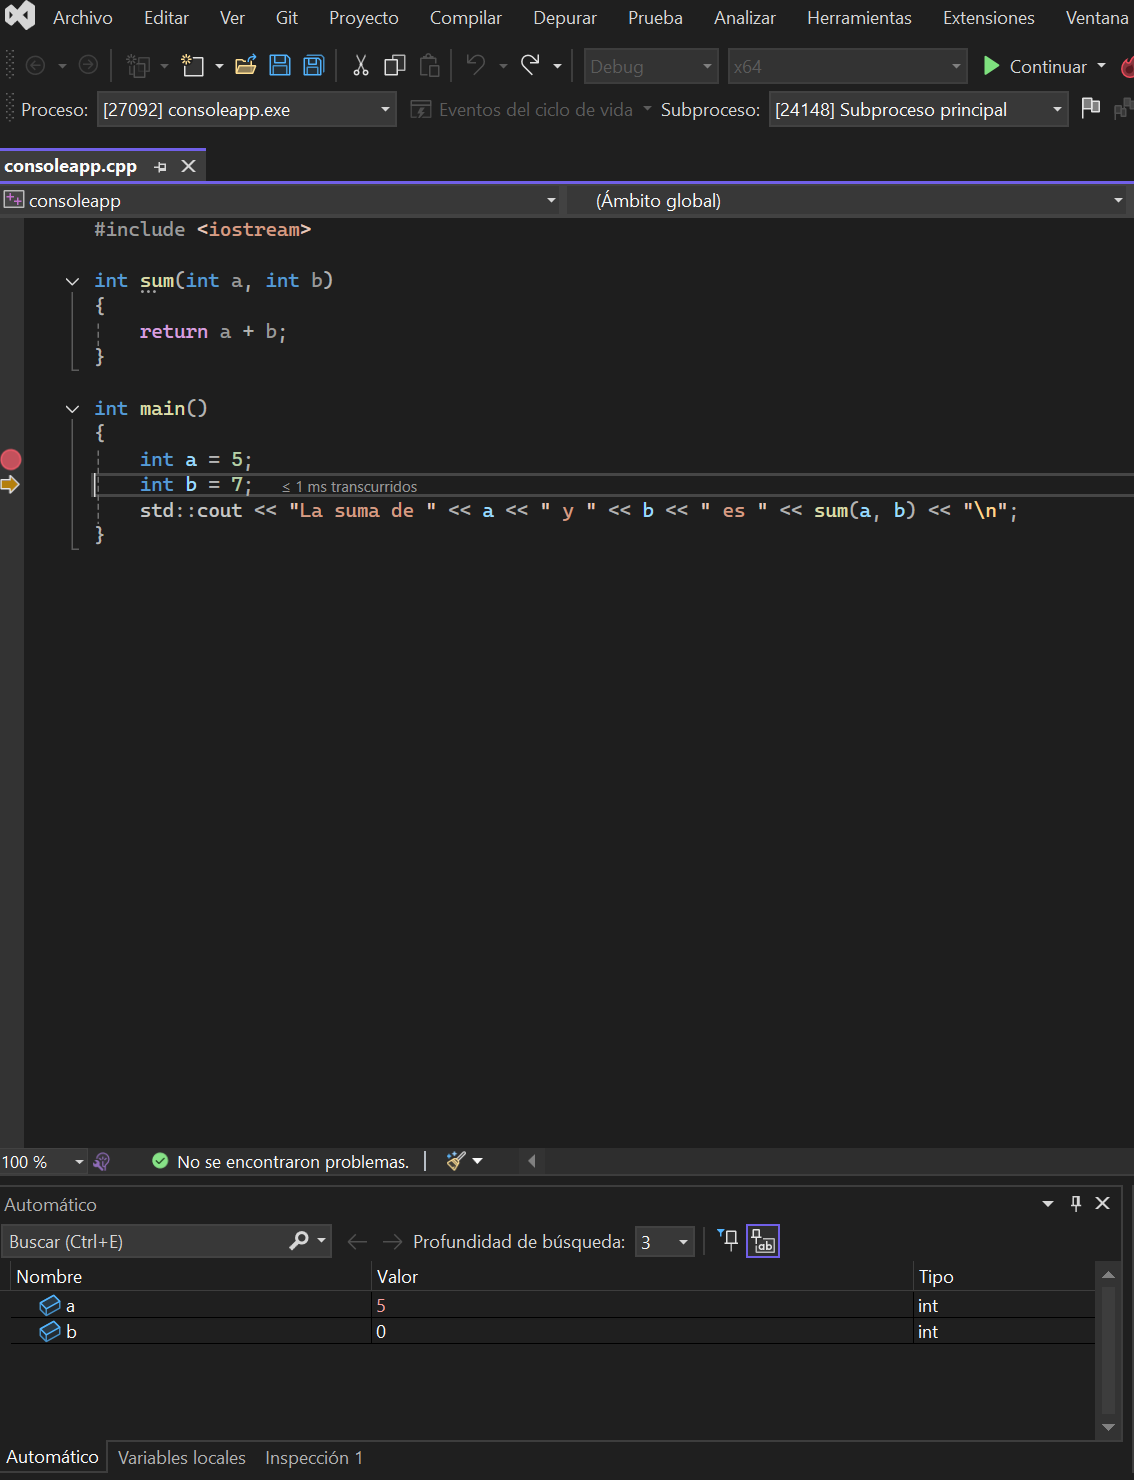 Archivo Editar Ver Git Proyecto Compilar Depurar Prueba Analizar Herramientas Extensiones Ventana
Debug x64 Continuar
Proceso: [27092] consoleapp.exe Eventos del ciclo de vida Subproceso: [24148] Subproceso principal
consoleapp.cpp
consoleapp (Ámbito global)
#include <iostream>
int sum(int a, int b)
{
return a + b;
}
int main()
{
int a = 5;
int b = 7; ≤ 1 ms transcurridos
std::cout << "La suma de " << a << " y " << b << " es " << sum(a, b) << "\n";
}
100 % No se encontraron problemas.
Automático
Buscar (Ctrl+E) Profundidad de búsqueda: 3
Nombre Valor Tipo
a 5 int
b 0 int
Automático Variables locales Inspección 1